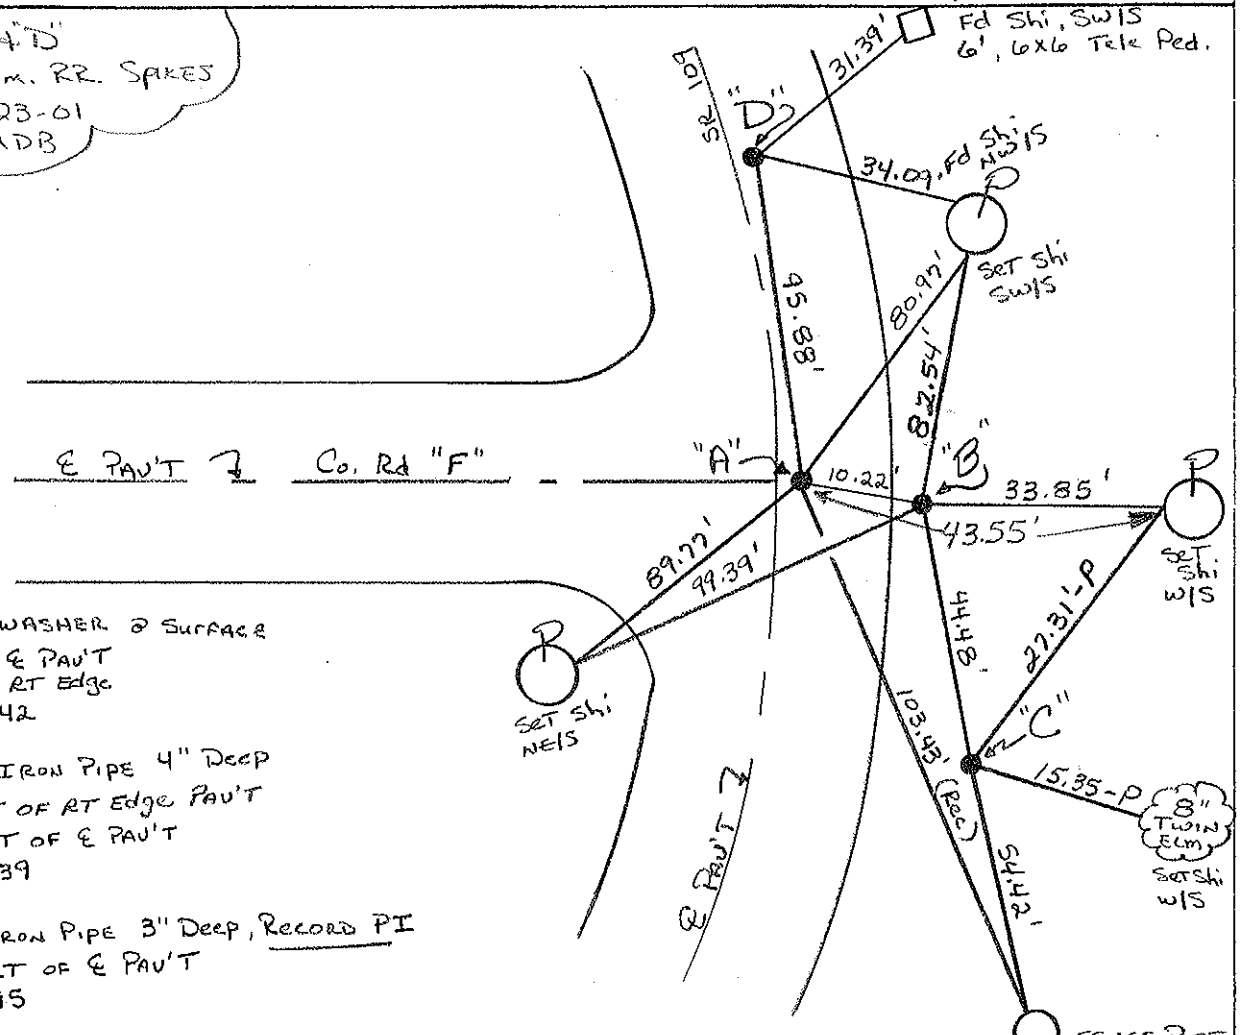 4."D"
m. RR. SPIKES
23-01
DB
SR 109
31.39'
Fd Shi, SW/S
6', 6x6 Tele Ped.
"D"
34.09, Fd Shi
NW/S
SeT Shi
SW/S
95.88'
80.97'
82.54'
℄ PAV'T
Co. Rd "F"
"A"
10.22'
"B"
33.85'
43.55'
SeT
Shi
W/S
89.77'
99.39'
SeT Shi
NE/S
44.48'
27.31'-P
"C"
15.35-P
8"
TWIN
ELM
SeT Shi
W/S
103.43' (Rec)
54.42'
℄ PAV'T
WASHER @ SURFACE
℄ PAV'T
RT Edge
42
IRON PIPE 4" Deep
T OF RT Edge PAV'T
T OF ℄ PAV'T
39
RON PIPE 3" Deep, RECORD PI
LT OF ℄ PAV'T
15